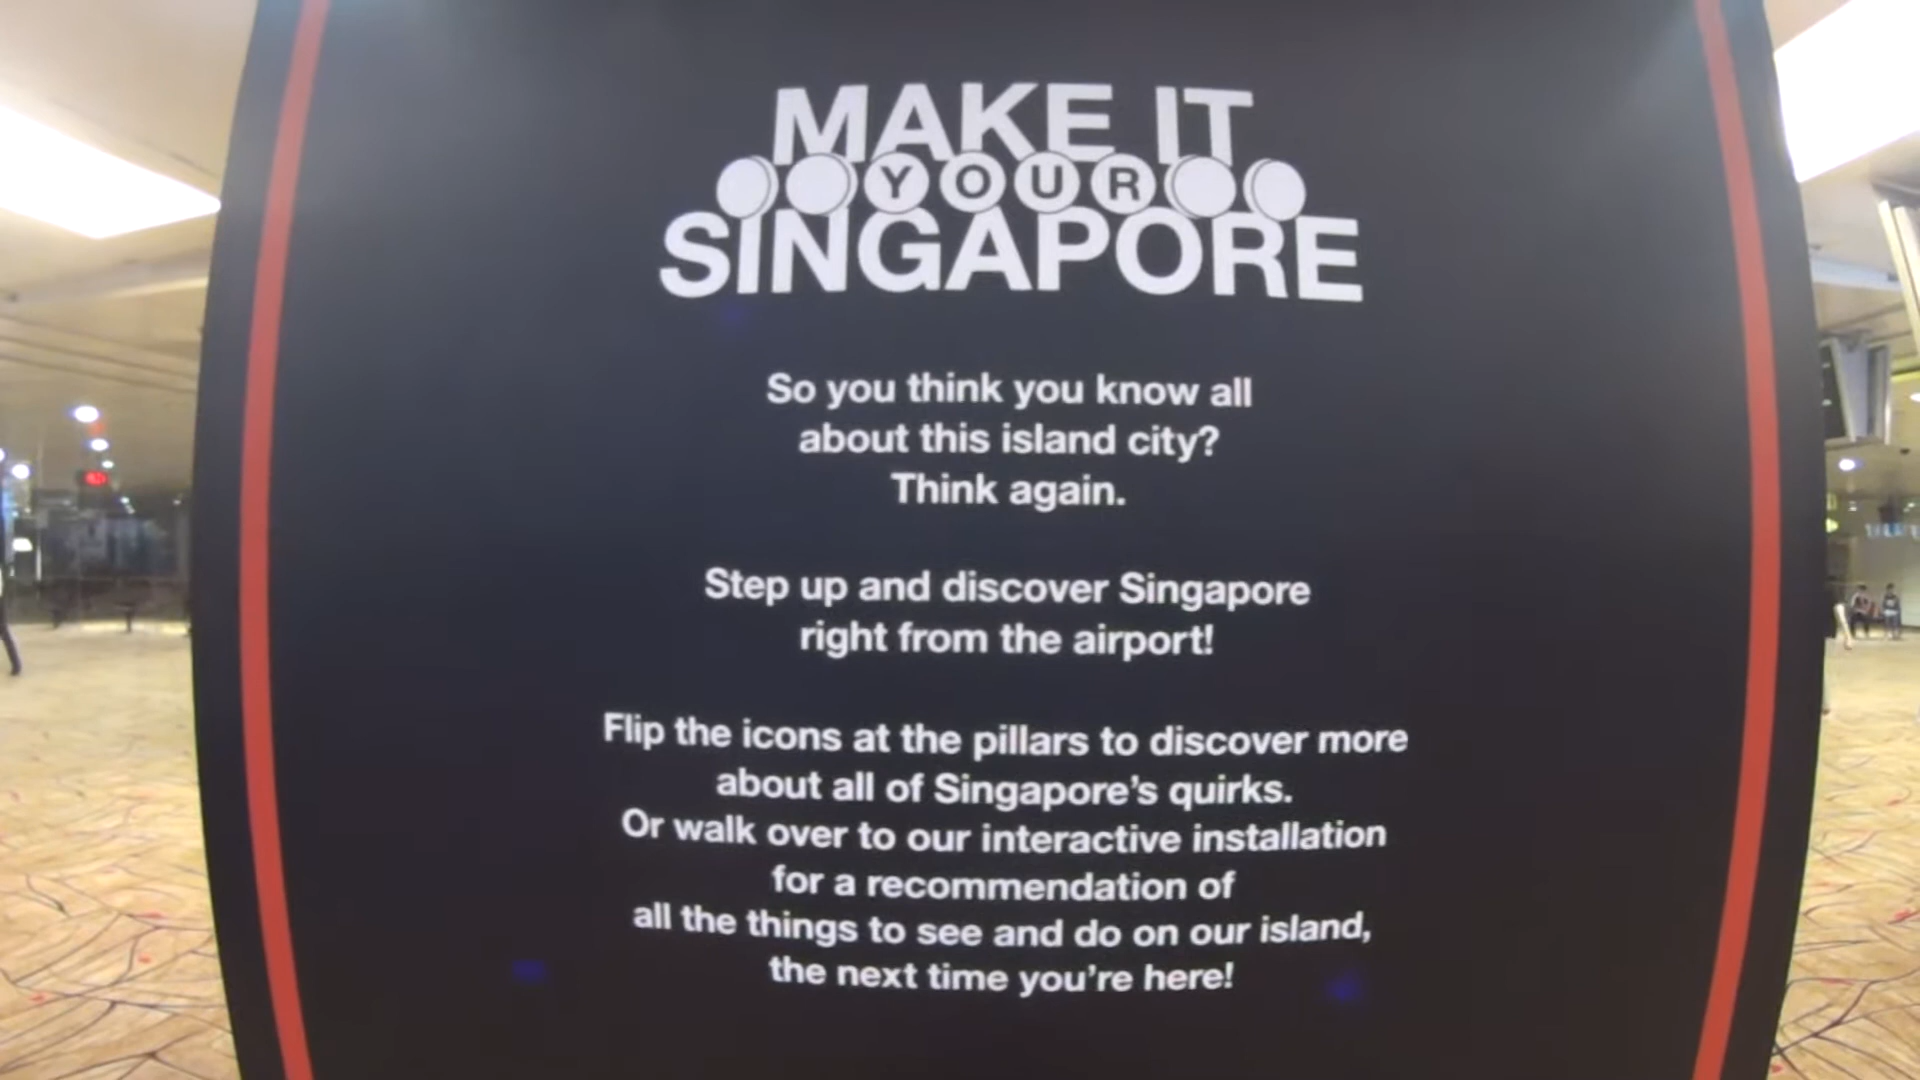 MAKE IT
YOUR
SINGAPORE
So you think you know all
about this island city?
Think again.
Step up and discover Singapore
right from the airport!
Flip the icons at the pillars to discover more
about all of Singapore's quirks.
Or walk over to our interactive installation
for a recommendation of
all the things to see and do on our island,
the next time you're here!